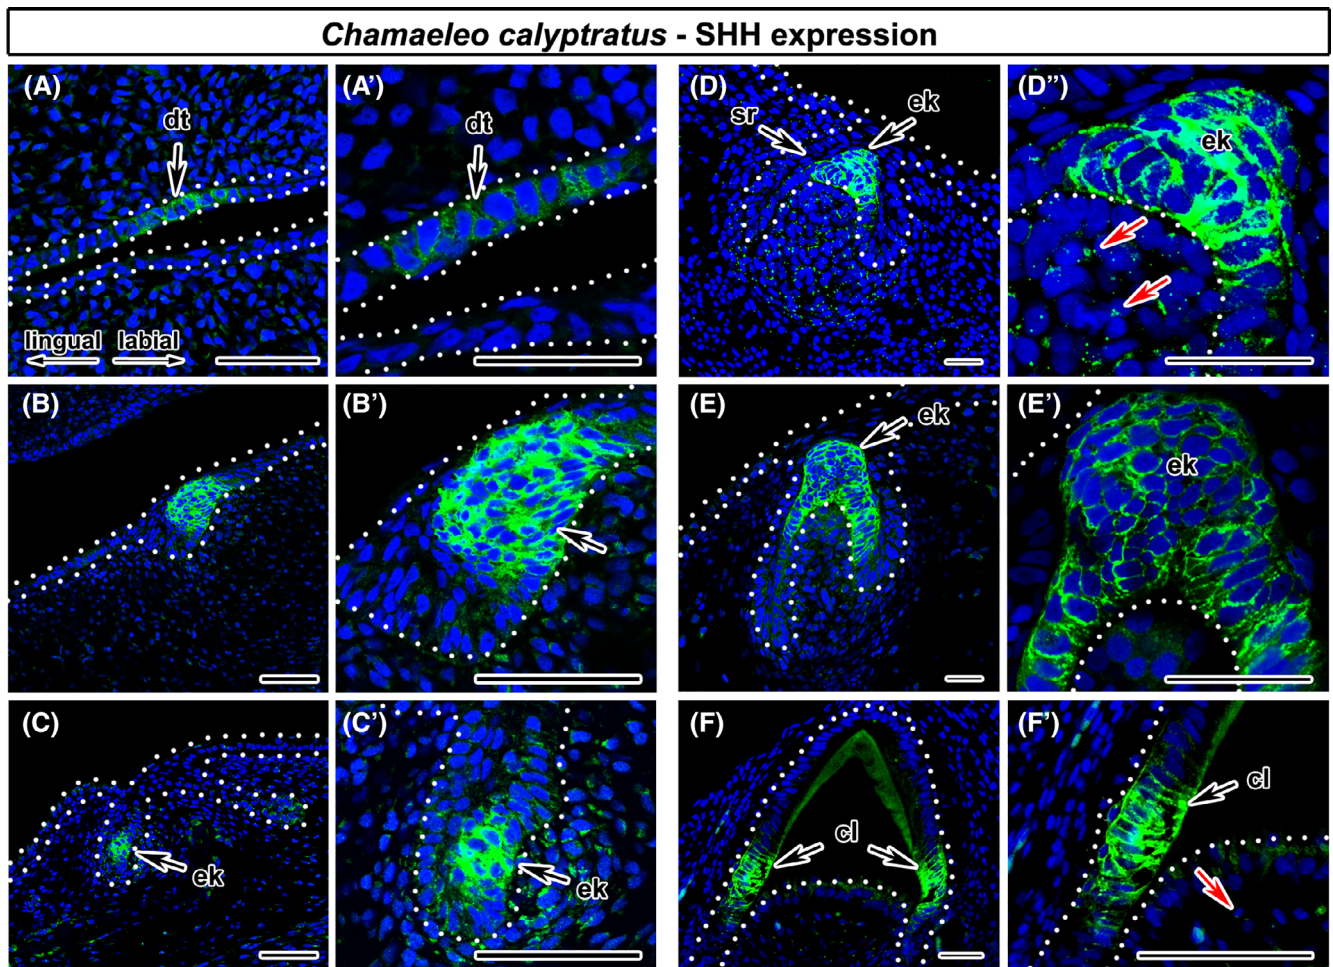 Chamaeleo calyptratus - SHH expression
(A)
dt
lingual labial
(A')
dt
(D)
sr
ek
(D'')
ek
(B)
(B')
(E)
ek
(E')
ek
(C)
ek
(C')
ek
(F)
cl
(F')
cl